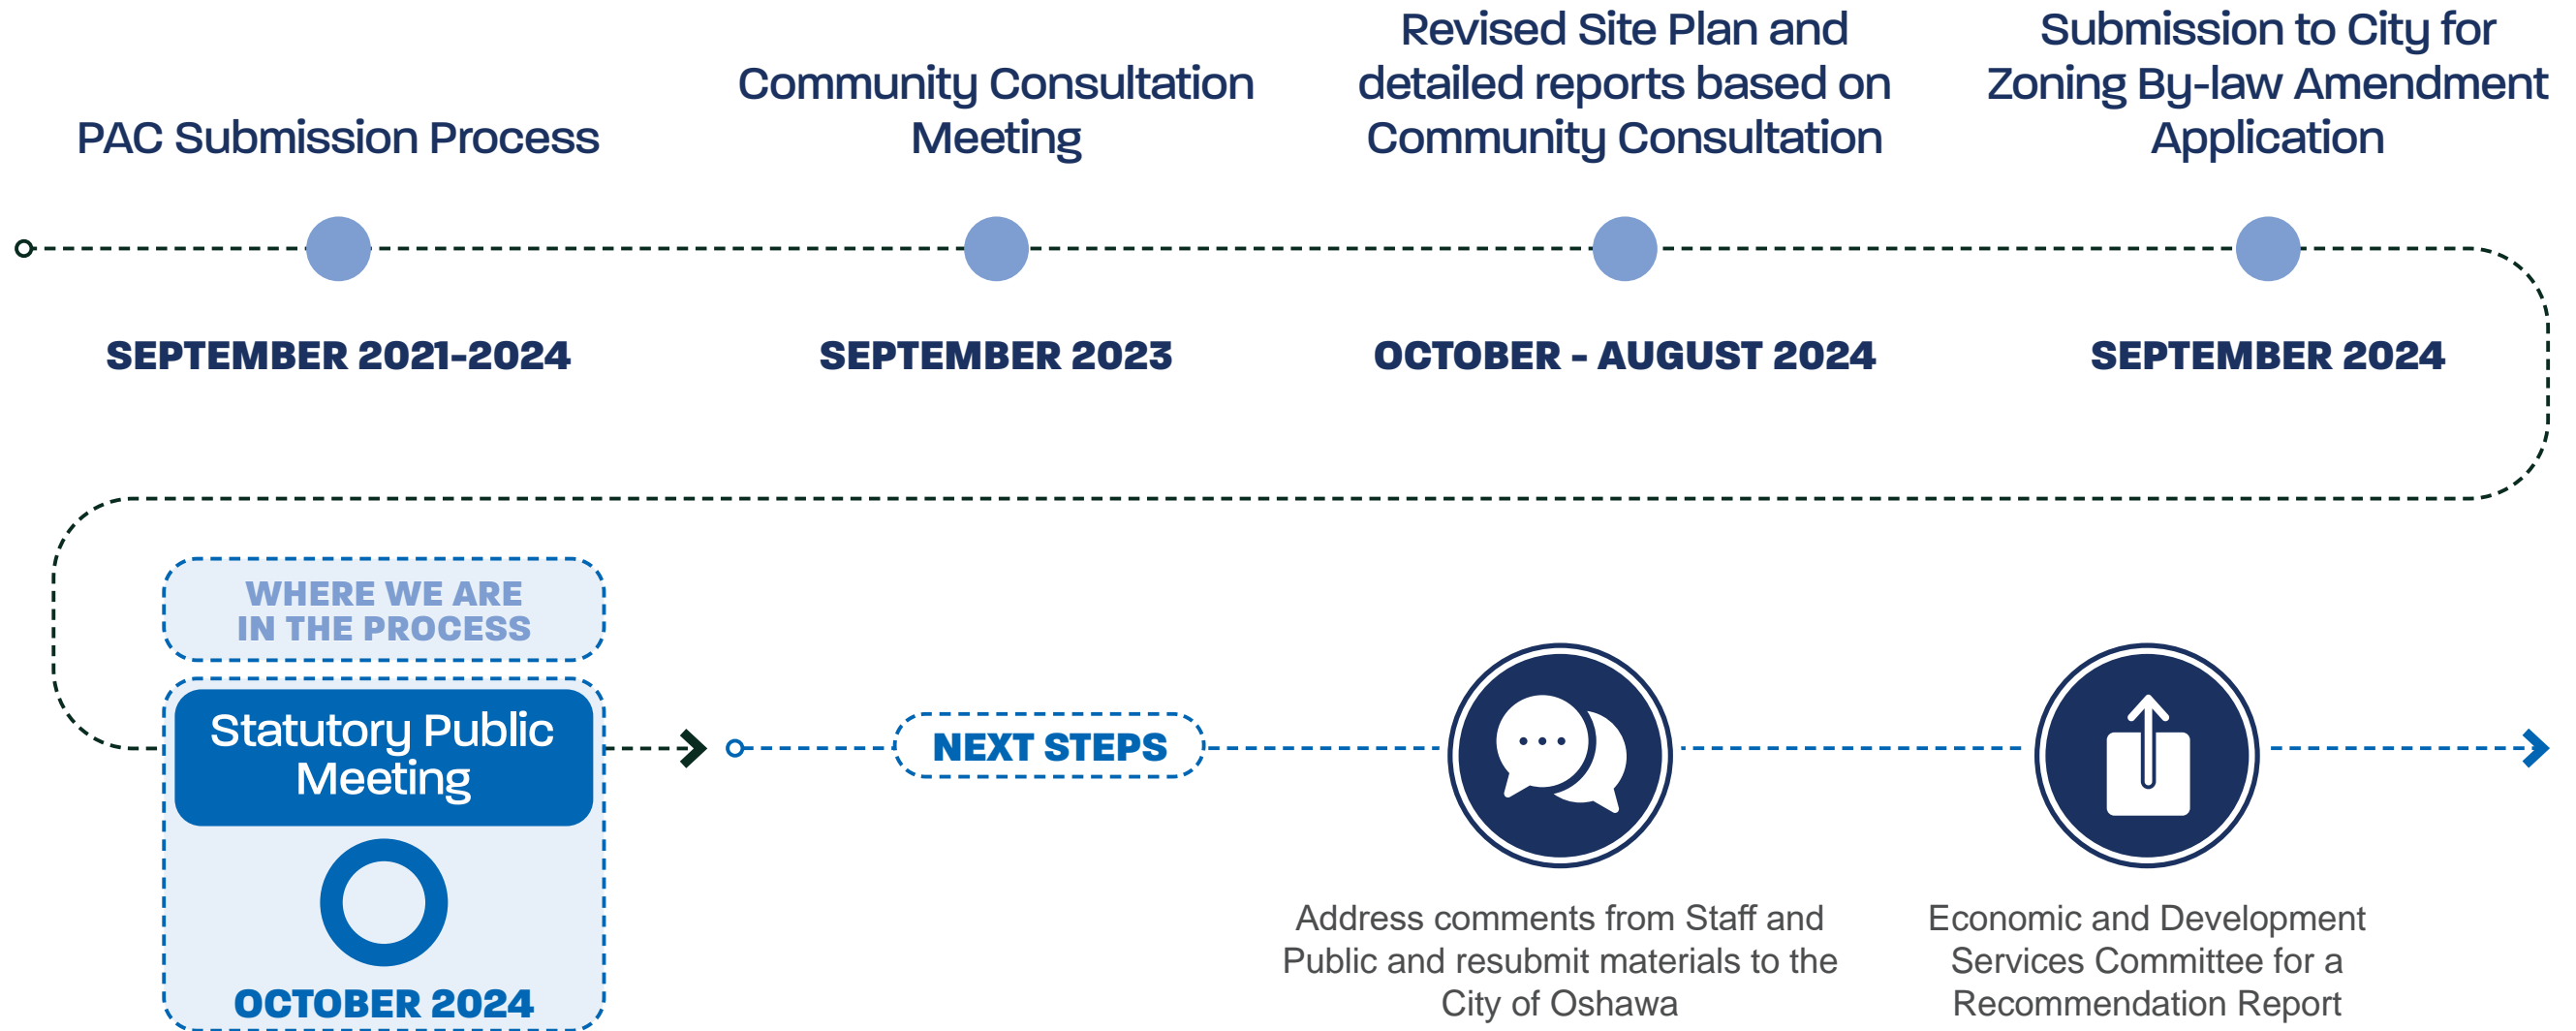 PAC Submission Process
SEPTEMBER 2021-2024
Community Consultation
Meeting
SEPTEMBER 2023
Revised Site Plan and
detailed reports based on
Community Consultation
OCTOBER - AUGUST 2024
Submission to City for
Zoning By-law Amendment
Application
SEPTEMBER 2024
WHERE WE ARE
IN THE PROCESS
Statutory Public
Meeting
OCTOBER 2024
NEXT STEPS
Address comments from Staff and
Public and resubmit materials to the
City of Oshawa
Economic and Development
Services Committee for a
Recommendation Report